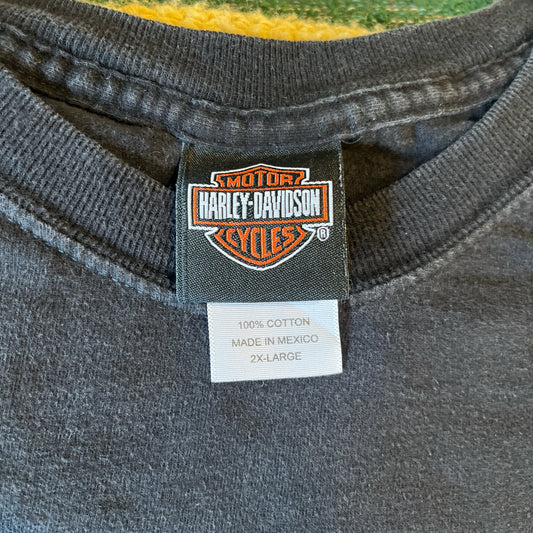 MOTOR
HARLEY-DAVIDSON
CYCLES®
100% COTTON
MADE IN MEXICO
2X-LARGE